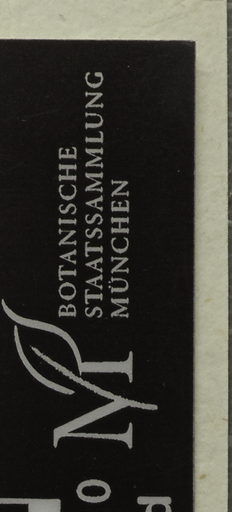 BOTANISCHE
STAATSSAMMLUNG
MÜNCHEN
M